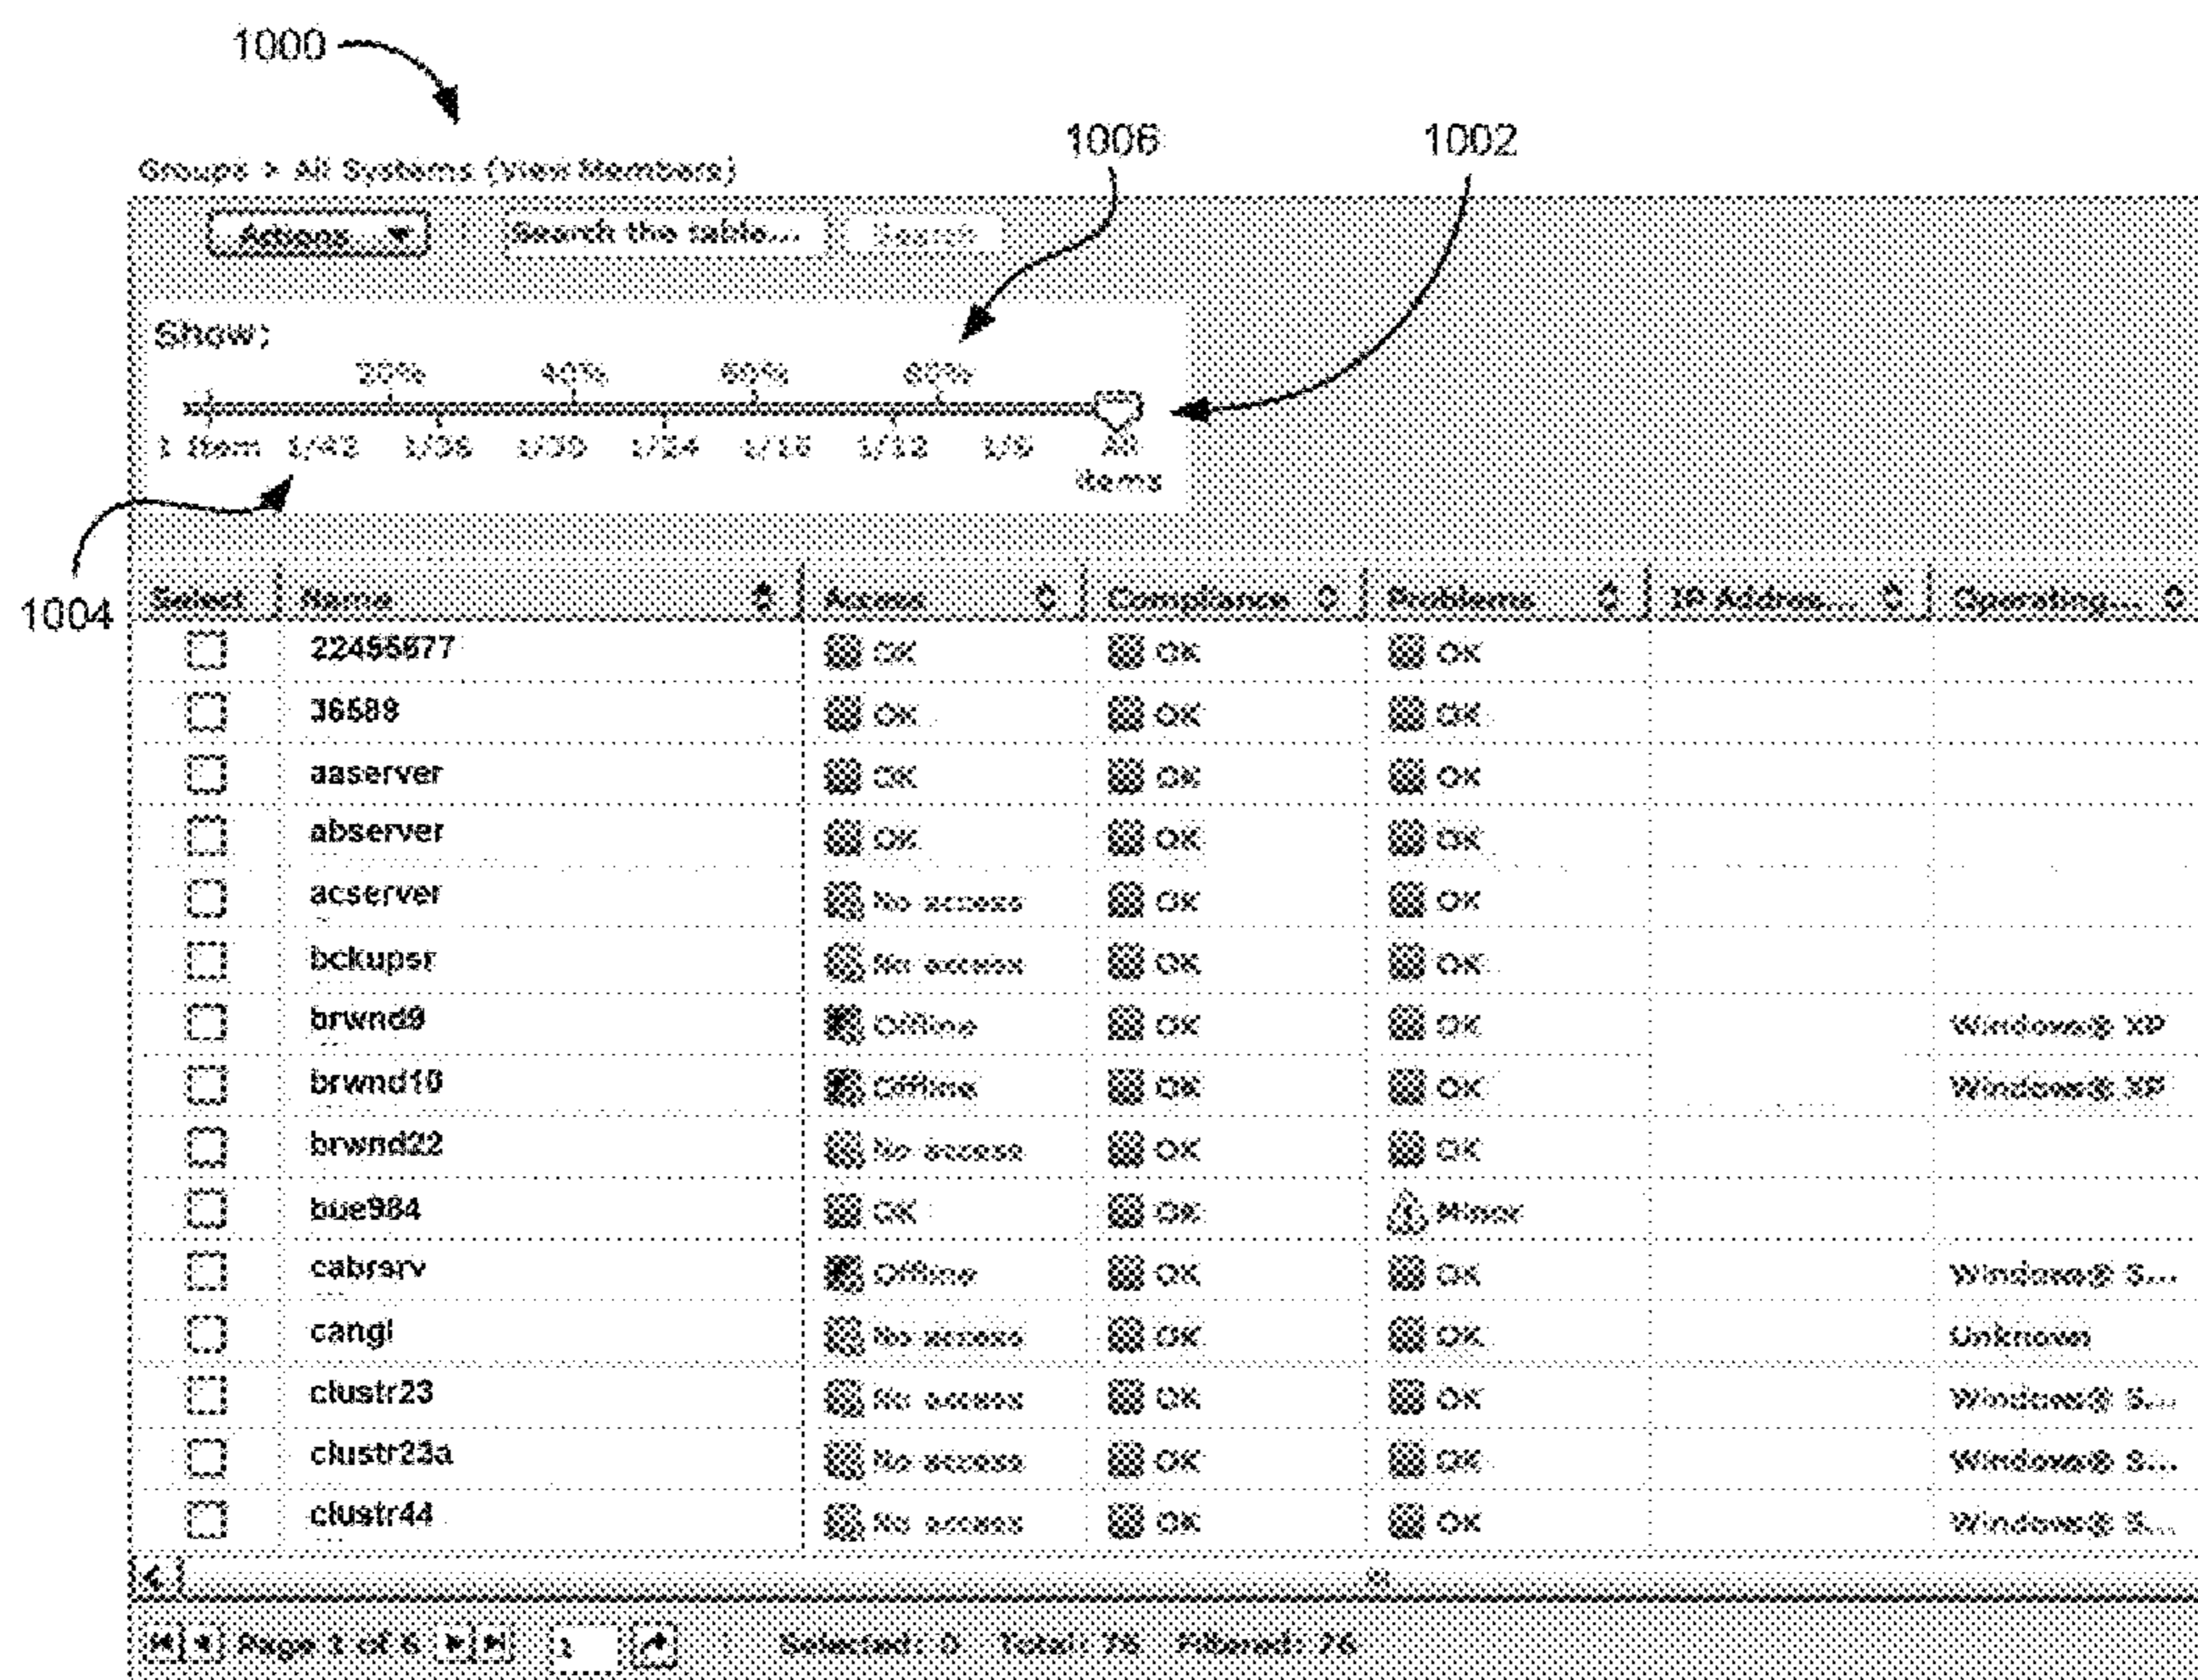 1000
1006
1002
Groups > All Systems (View Members)
Actions
Search the table...
Search
Show:
20% 40% 60% 80%
1 Item 1/42 1/36 1/30 1/24 1/18 1/12 1/6 All items
1004
Select Name Access Compliance Problems IP Addres... Operating...
22455677 OK OK OK
36589 OK OK OK
aaserver OK OK OK
abserver OK OK OK
acserver No access OK OK
bckupsr No access OK OK
brwnd9 Offline OK OK Windows® XP
brwnd10 Offline OK OK Windows® XP
brwnd22 No access OK OK
bue984 OK OK Minor
cabrsrv Offline OK OK Windows® S...
cangl No access OK OK Unknown
clustr23 No access OK OK Windows® S...
clustr23a No access OK OK Windows® S...
clustr44 No access OK OK Windows® S...
Page 1 of 6 1 Selected: 0 Total: 76 Filtered: 76